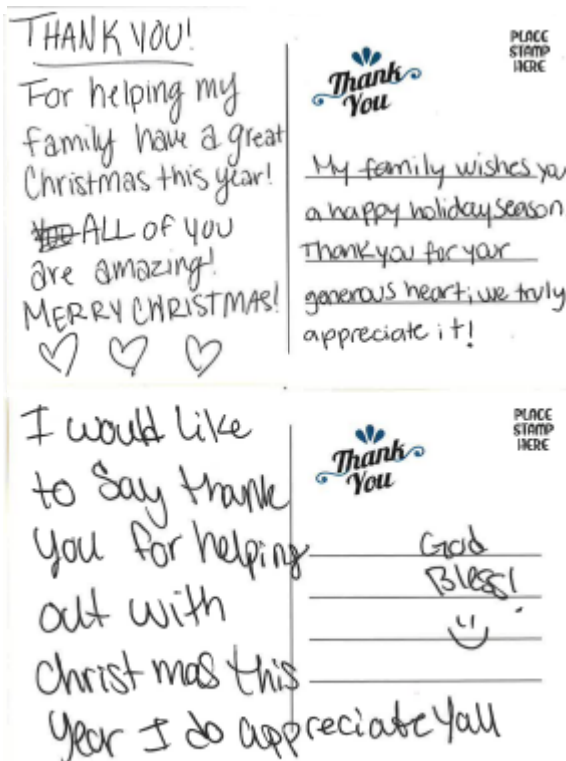 THANK YOU!
For helping my
family have a great
Christmas this year!
ALL OF YOU
are amazing!
MERRY CHRISTMAS!
Thank
You
PLACE
STAMP
HERE
My family wishes you
a happy holiday season
Thank you for your
generous heart; we truly
appreciate it!
I would like
to Say thank
you for helping
out with
christmas this
year I do appreciate yall
Thank
You
PLACE
STAMP
HERE
God
Bless!